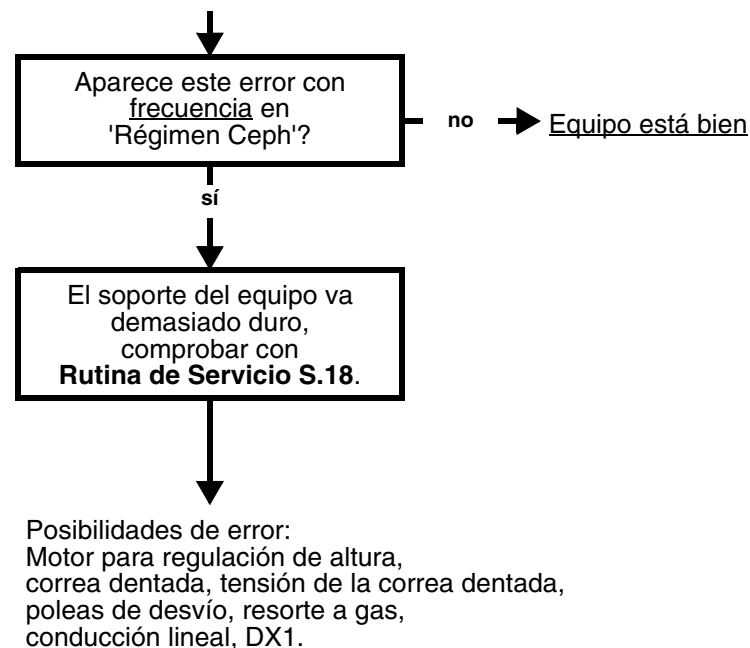 Aparece este error con
frecuencia en
'Régimen Ceph'?
no
Equipo está bien
sí
El soporte del equipo va
demasiado duro,
comprobar con
Rutina de Servicio S.18.
Posibilidades de error:
Motor para regulación de altura,
correa dentada, tensión de la correa dentada,
poleas de desvío, resorte a gas,
conducción lineal, DX1.